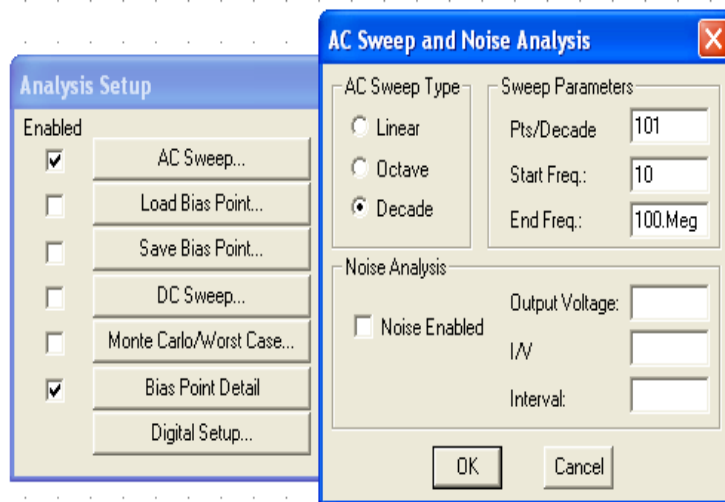 Analysis Setup
Enabled
AC Sweep...
Load Bias Point...
Save Bias Point...
DC Sweep...
Monte Carlo/Worst Case...
Bias Point Detail
Digital Setup...
AC Sweep and Noise Analysis
AC Sweep Type
Linear
Octave
Decade
Sweep Parameters
Pts/Decade 101
Start Freq.: 10
End Freq.: 100.Meg
Noise Analysis
Noise Enabled
Output Voltage:
I/V
Interval:
OK Cancel